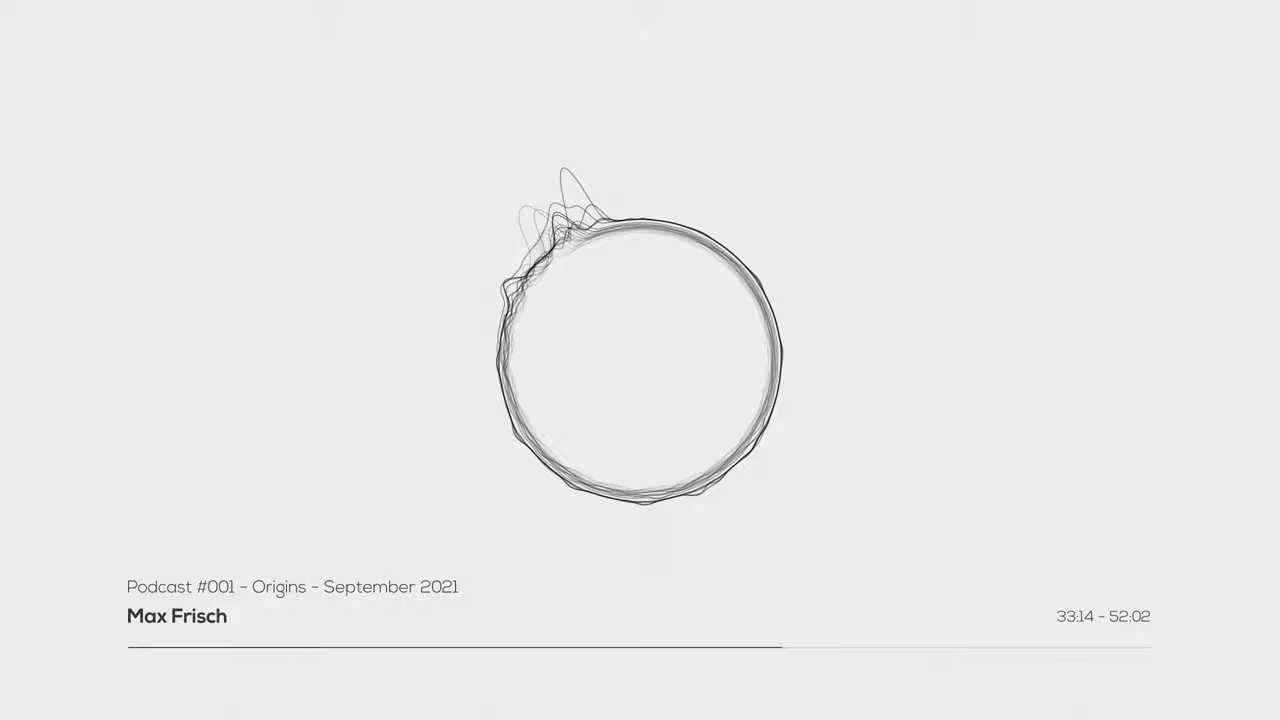 Podcast #001 - Origins - September 2021
Max Frisch
33:14 - 52:02